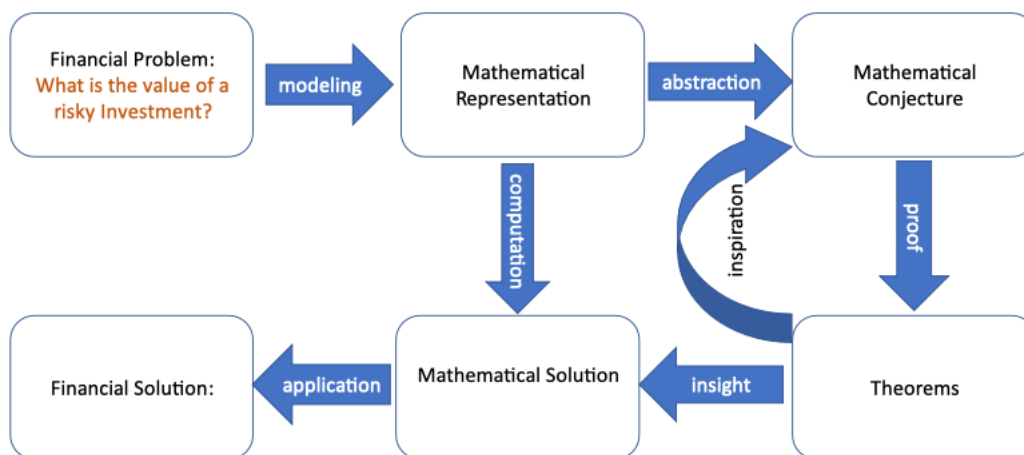 Financial Problem:
What is the value of a
risky Investment?
modeling
Mathematical
Representation
abstraction
Mathematical
Conjecture
computation
inspiration
proof
Financial Solution:
application
Mathematical Solution
insight
Theorems